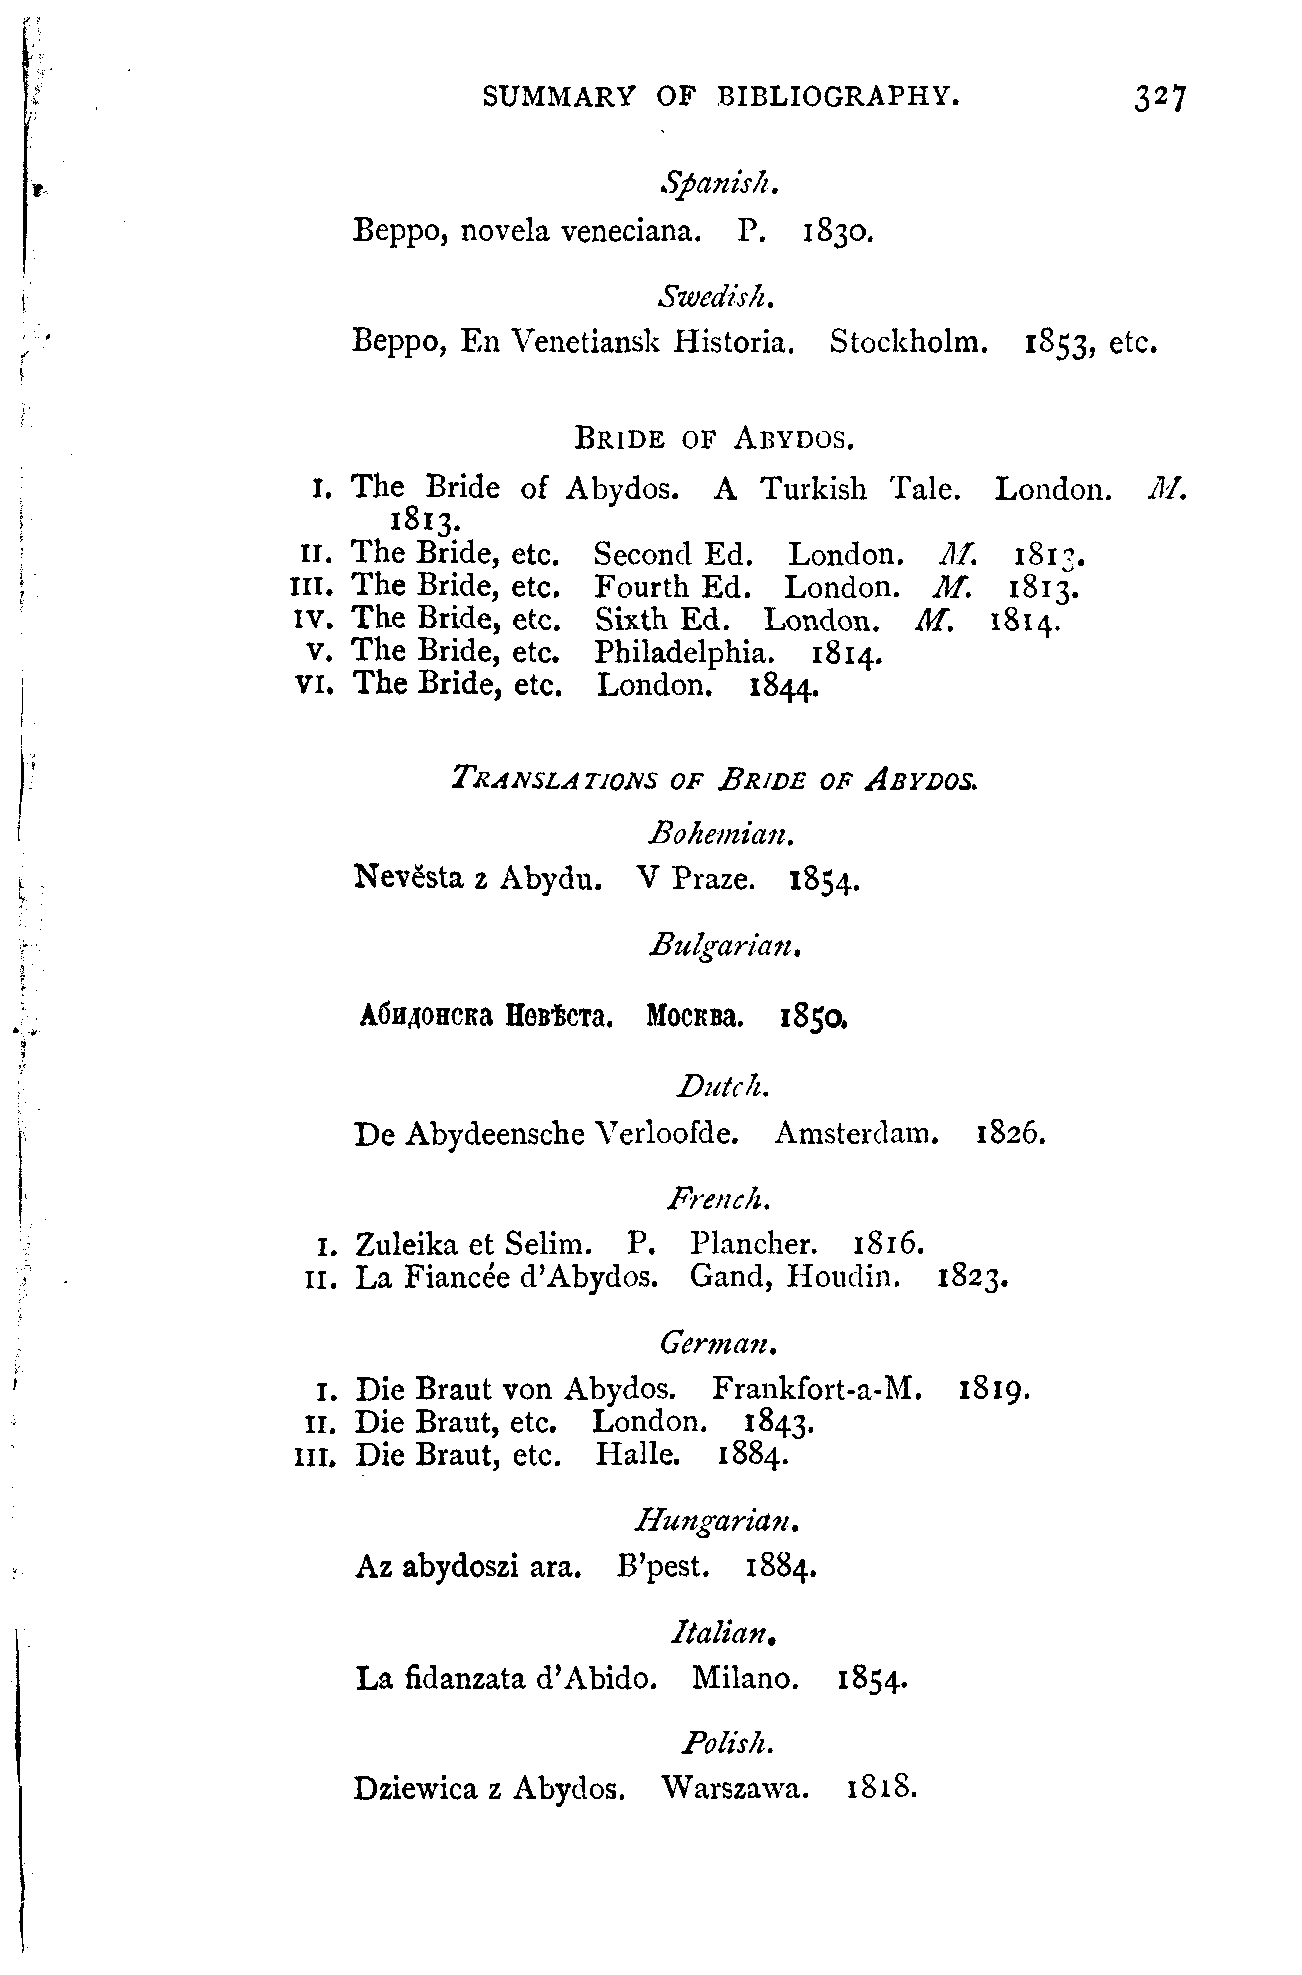 SUMMARY OF BIBLIOGRAPHY. 327
Spanish.
Beppo, novela veneciana. P. 1830.
Swedish.
Beppo, En Venetiansk Historia. Stockholm. 1853, etc.
BRIDE OF ABYDOS.
I. The Bride of Abydos. A Turkish Tale. London. M.
1813.
II. The Bride, etc. Second Ed. London. M. 1813.
III. The Bride, etc. Fourth Ed. London. M. 1813.
IV. The Bride, etc. Sixth Ed. London. M. 1814.
V. The Bride, etc. Philadelphia. 1814.
VI. The Bride, etc. London. 1844.
TRANSLATIONS OF BRIDE OF ABYDOS.
Bohemian.
Nevěsta z Abydu. V Praze. 1854.
Bulgarian.
Абидонска Невѣста. Москва. 1850.
Dutch.
De Abydeensche Verloofde. Amsterdam. 1826.
French.
I. Zuleika et Selim. P. Plancher. 1816.
II. La Fiancée d'Abydos. Gand, Houdin. 1823.
German.
I. Die Braut von Abydos. Frankfort-a-M. 1819.
II. Die Braut, etc. London. 1843.
III. Die Braut, etc. Halle. 1884.
Hungarian.
Az abydoszi ara. B'pest. 1884.
Italian.
La fidanzata d'Abido. Milano. 1854.
Polish.
Dziewica z Abydos. Warszawa. 1818.